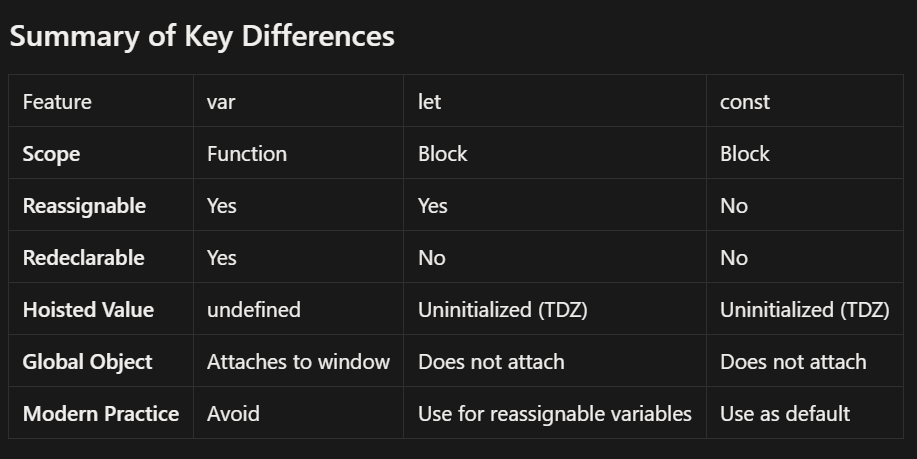 Summary of Key Differences
Feature var let const
Scope Function Block Block
Reassignable Yes Yes No
Redeclarable Yes No No
Hoisted Value undefined Uninitialized (TDZ) Uninitialized (TDZ)
Global Object Attaches to window Does not attach Does not attach
Modern Practice Avoid Use for reassignable variables Use as default